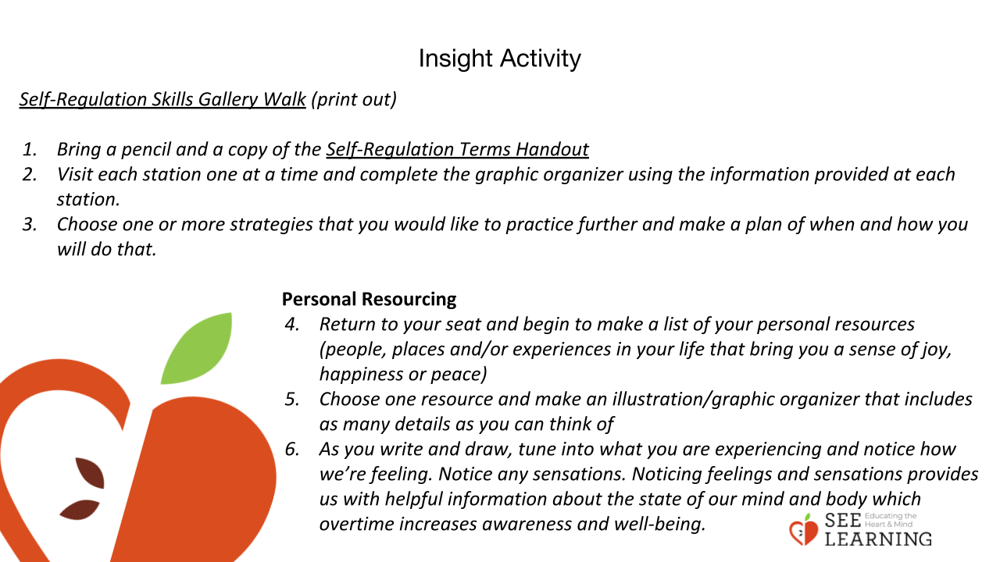 Insight Activity
Self-Regulation Skills Gallery Walk (print out)
1. Bring a pencil and a copy of the Self-Regulation Terms Handout
2. Visit each station one at a time and complete the graphic organizer using the information provided at each
station.
3. Choose one or more strategies that you would like to practice further and make a plan of when and how you
will do that.
Personal Resourcing
4. Return to your seat and begin to make a list of your personal resources
(people, places and/or experiences in your life that bring you a sense of joy,
happiness or peace)
5. Choose one resource and make an illustration/graphic organizer that includes
as many details as you can think of
6. As you write and draw, tune into what you are experiencing and notice how
we’re feeling. Notice any sensations. Noticing feelings and sensations provides
us with helpful information about the state of our mind and body which
overtime increases awareness and well-being.
SEE Educating the
Heart & Mind
LEARNING